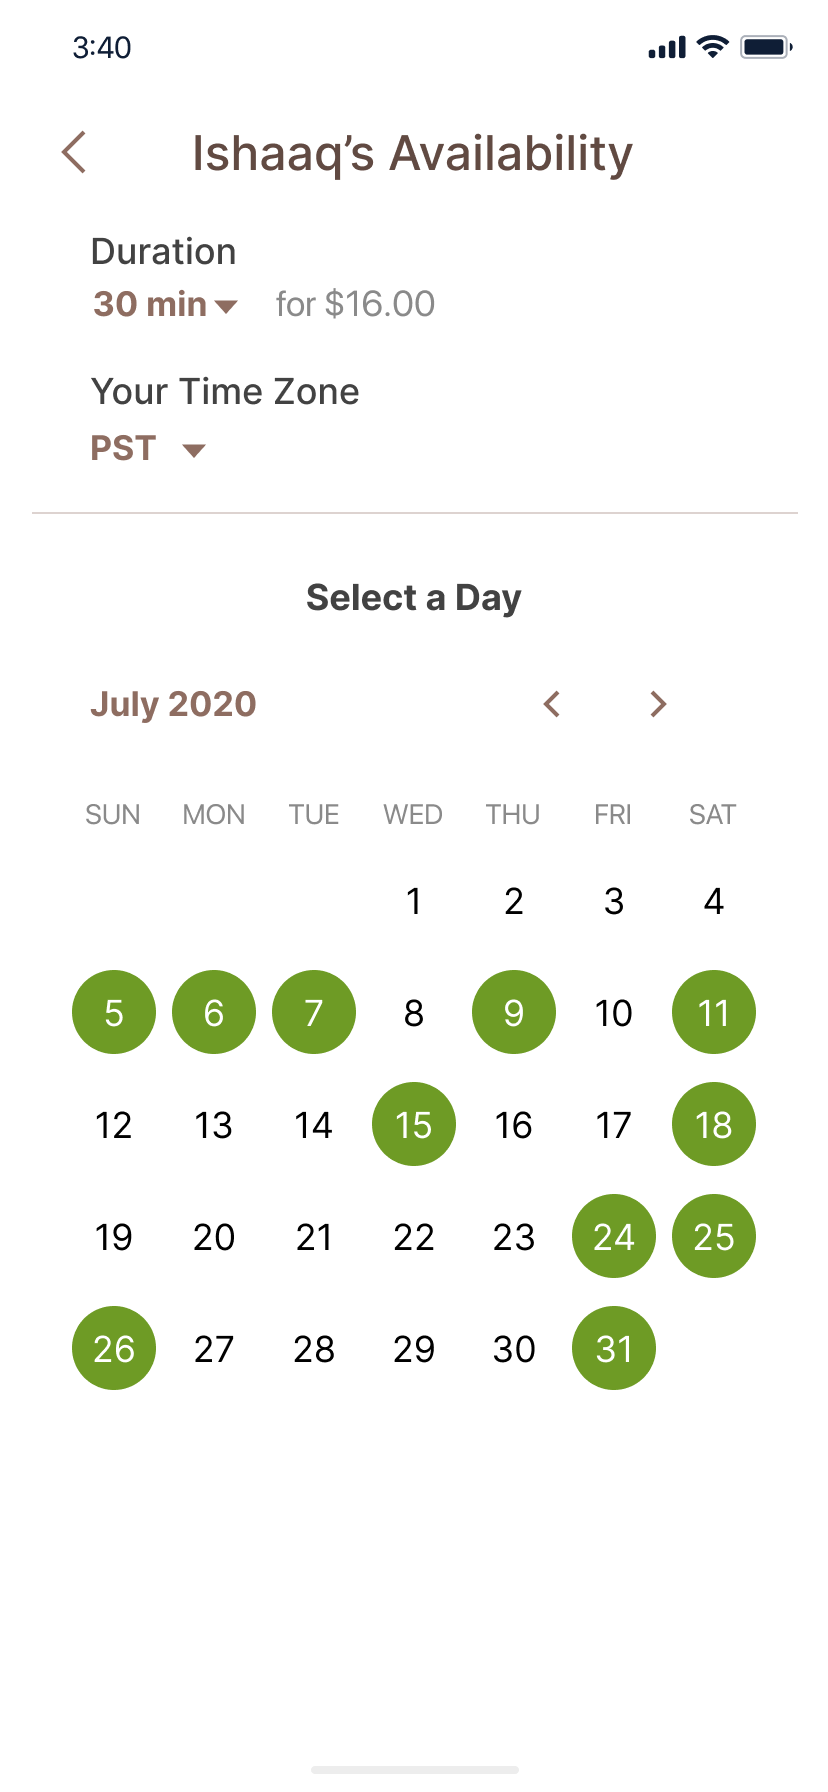 3:40
Ishaaq’s Availability
Duration
30 min for $16.00
Your Time Zone
PST
Select a Day
July 2020
SUN MON TUE WED THU FRI SAT
1 2 3 4
5 6 7 8 9 10 11
12 13 14 15 16 17 18
19 20 21 22 23 24 25
26 27 28 29 30 31